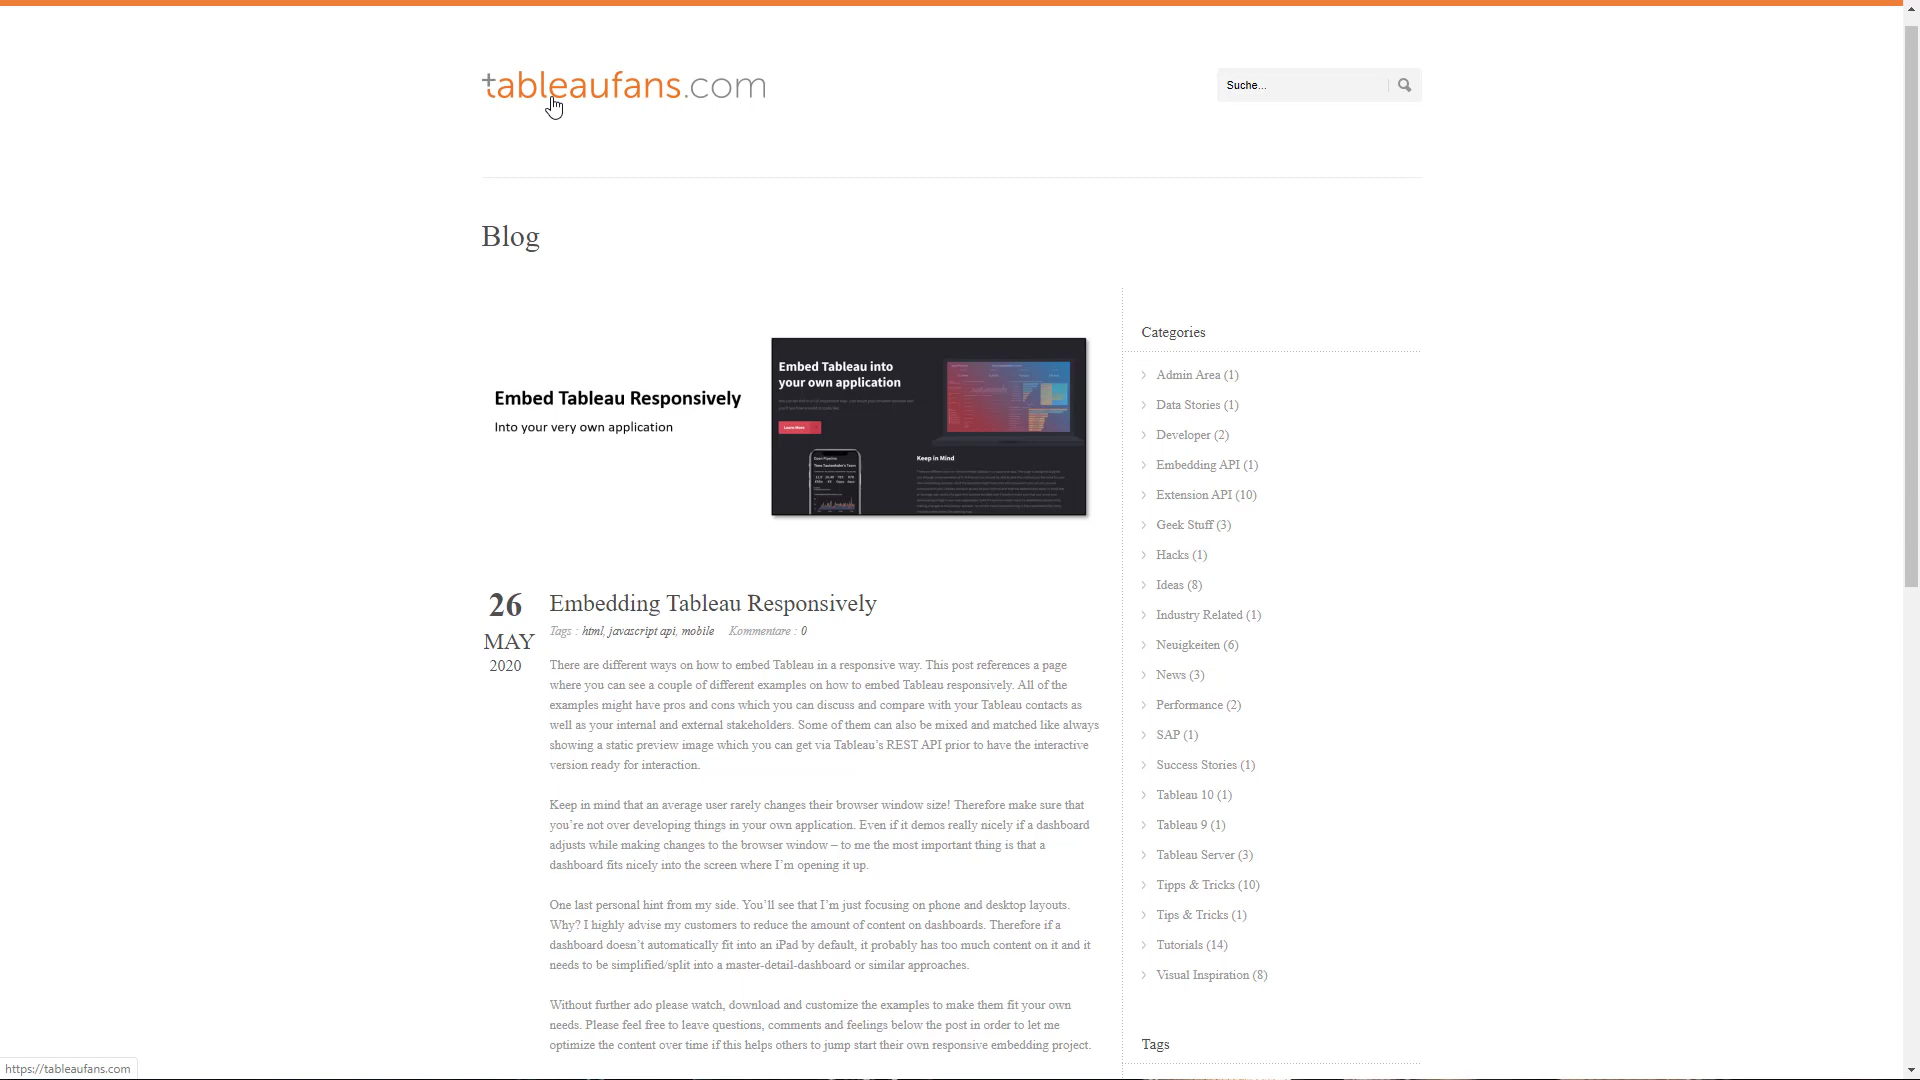 tableaufans.com
Suche...
Blog
Embed Tableau Responsively
Into your very own application
Embed Tableau into
your own application
Learn More
Keep in Mind
26
MAY
2020
Embedding Tableau Responsively
Tags : html, javascript api, mobile Kommentare : 0
There are different ways on how to embed Tableau in a responsive way. This post references a page
where you can see a couple of different examples on how to embed Tableau responsively. All of the
examples might have pros and cons which you can discuss and compare with your Tableau contacts as
well as your internal and external stakeholders. Some of them can also be mixed and matched like always
showing a static preview image which you can get via Tableau’s REST API prior to have the interactive
version ready for interaction.
Keep in mind that an average user rarely changes their browser window size! Therefore make sure that
you’re not over developing things in your own application. Even if it demos really nicely if a dashboard
adjusts while making changes to the browser window – to me the most important thing is that a
dashboard fits nicely into the screen where I’m opening it up.
One last personal hint from my side. You’ll see that I’m just focusing on phone and desktop layouts.
Why? I highly advise my customers to reduce the amount of content on dashboards. Therefore if a
dashboard doesn’t automatically fit into an iPad by default, it probably has too much content on it and it
needs to be simplified/split into a master-detail-dashboard or similar approaches.
Without further ado please watch, download and customize the examples to make them fit your own
needs. Please feel free to leave questions, comments and feelings below the post in order to let me
optimize the content over time if this helps others to jump start their own responsive embedding project.
Categories
Admin Area (1)
Data Stories (1)
Developer (2)
Embedding API (1)
Extension API (10)
Geek Stuff (3)
Hacks (1)
Ideas (8)
Industry Related (1)
Neuigkeiten (6)
News (3)
Performance (2)
SAP (1)
Success Stories (1)
Tableau 10 (1)
Tableau 9 (1)
Tableau Server (3)
Tipps & Tricks (10)
Tips & Tricks (1)
Tutorials (14)
Visual Inspiration (8)
Tags
https://tableaufans.com